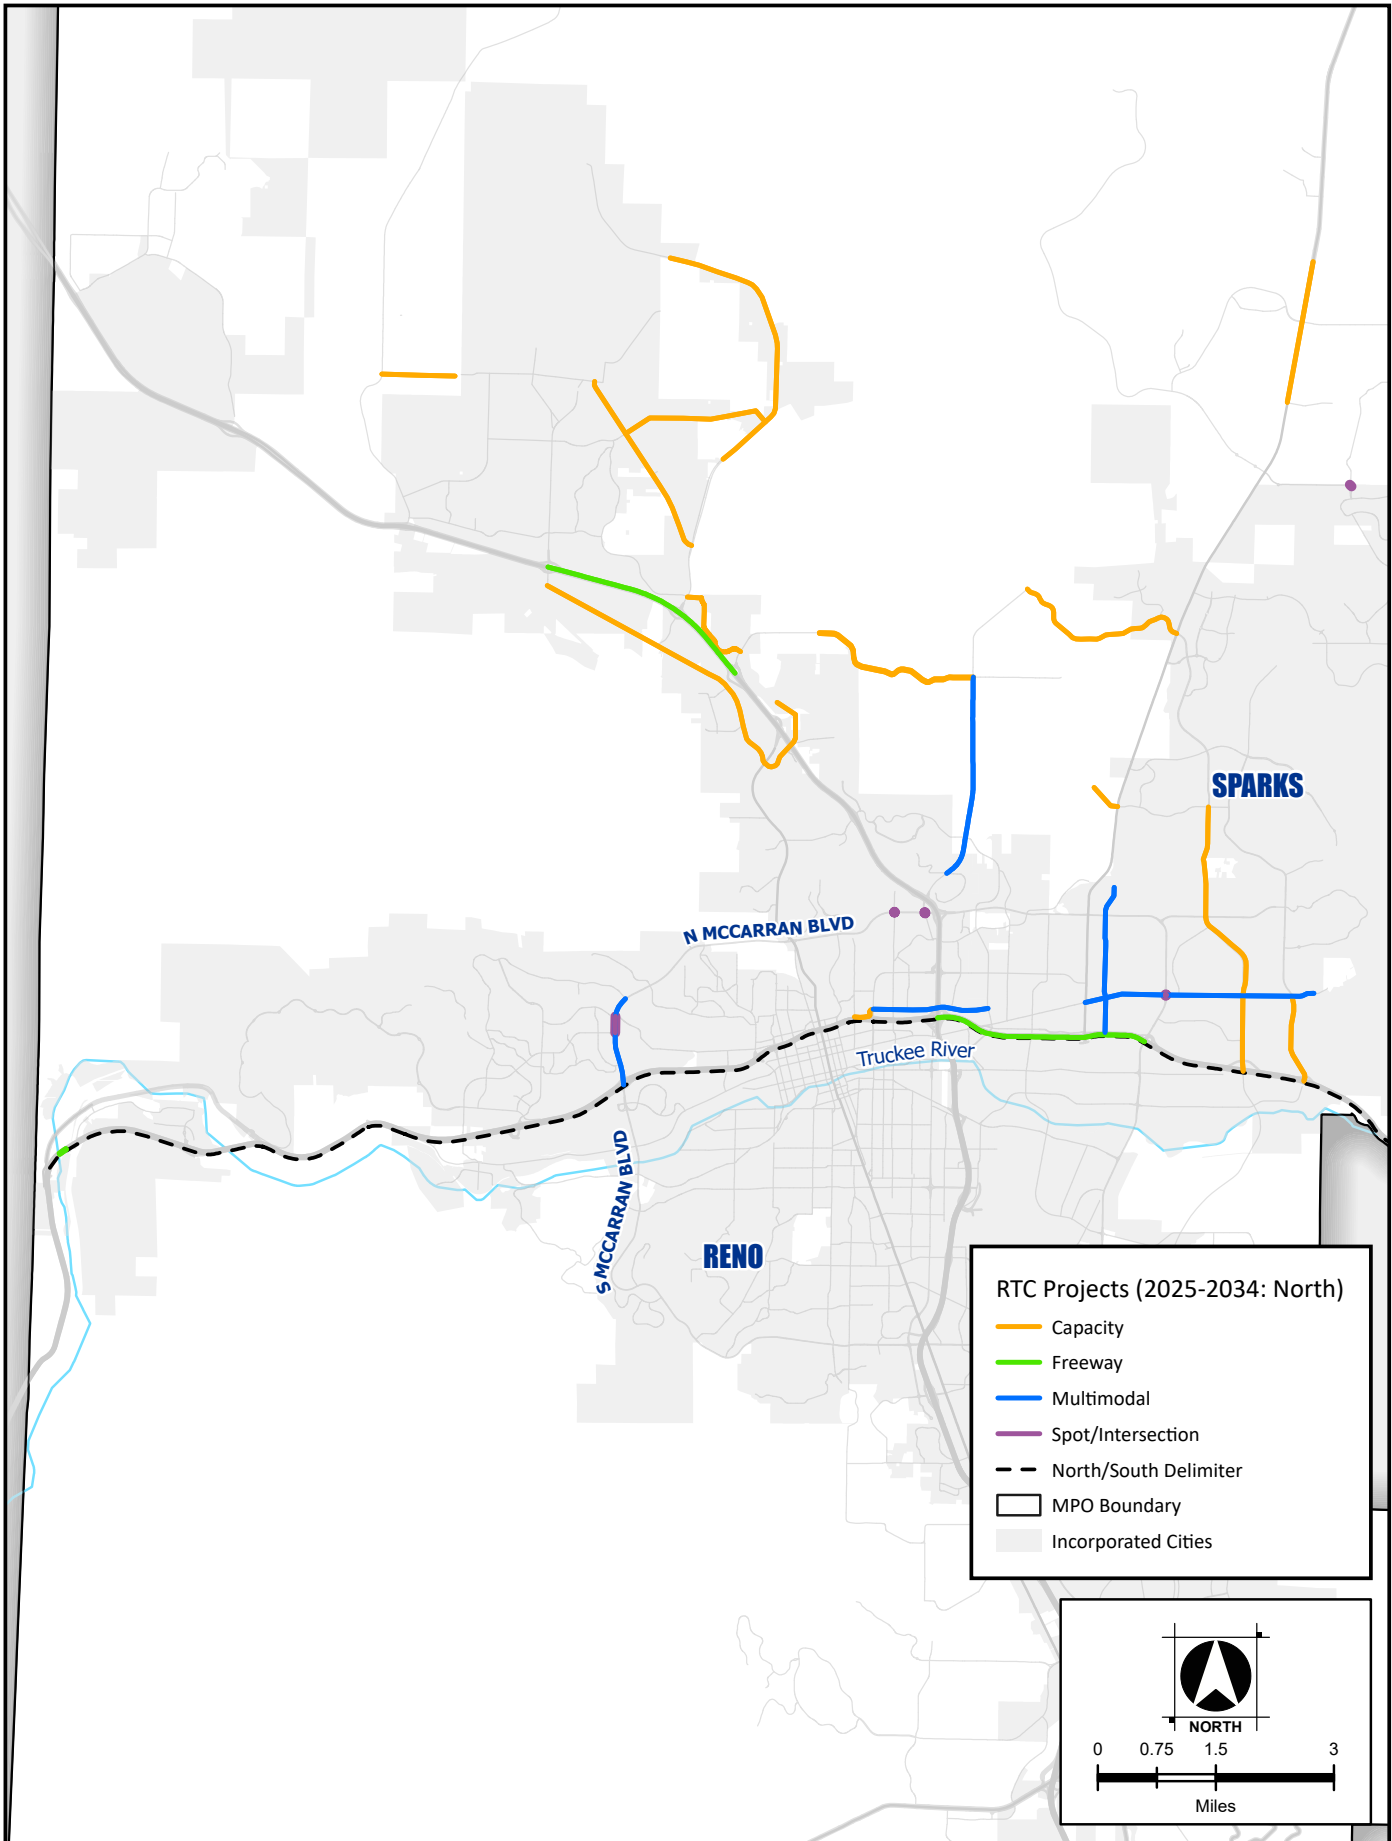 SPARKS
N MCCARRAN BLVD
Truckee River
S MCCARRAN BLVD
RENO
RTC Projects (2025-2034: North)
Capacity
Freeway
Multimodal
Spot/Intersection
North/South Delimiter
MPO Boundary
Incorporated Cities
NORTH
0 0.75 1.5 3
Miles